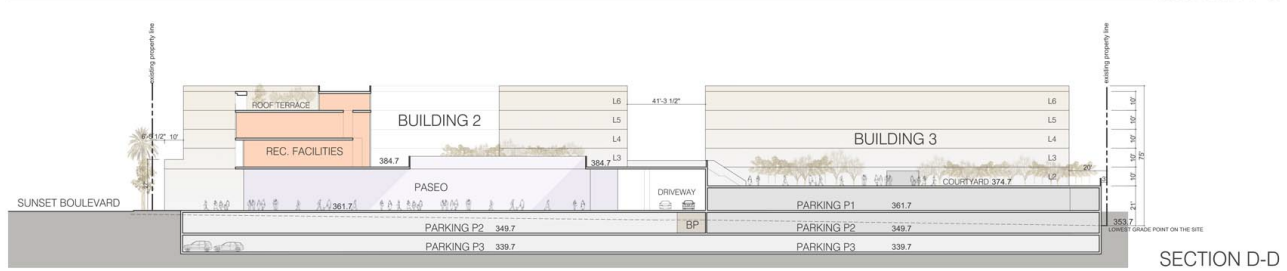 existing property line
existing property line
ROOF TERRACE
L6
41'-3 1/2"
L6
10'
BUILDING 2
L5
L5
10'
10'
L4
BUILDING 3
L4
10'
75'
REC. FACILITIES
384.7
384.7
L3
L3
10'
20'
L2
10'
PASEO
COURTYARD 374.7
DRIVEWAY
SUNSET BOULEVARD
361.7
PARKING P1 361.7
21'
353.7
LOWEST GRADE POINT ON THE SITE
PARKING P2 349.7
BP
PARKING P2 349.7
PARKING P3 339.7
PARKING P3 339.7
SECTION D-D